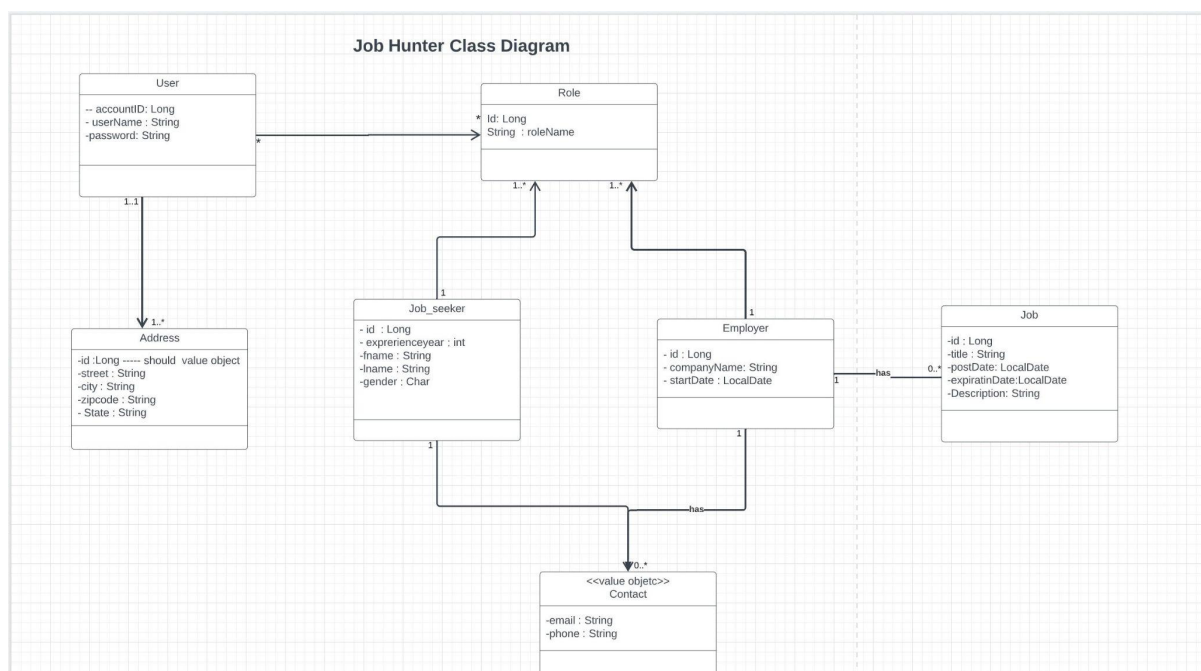 Job Hunter Class Diagram
User
-- accountID: Long
- userName : String
-password: String
*
1..1
Role
Id: Long
String : roleName
*
1..*
1..*
Address
1..*
-id :Long ----- should value object
-street : String
-city : String
-zipcode : String
- State : String
Job_seeker
1
- id : Long
- exprerienceyear : int
-fname : String
-lname : String
-gender : Char
1
Employer
1
- id : Long
- companyName: String
- startDate : LocalDate
1
1
has
0..*
Job
-id : Long
-title : String
-postDate: LocalDate
-expiratinDate:LocalDate
-Description: String
has
0..*
<<value objetc>>
Contact
-email : String
-phone : String